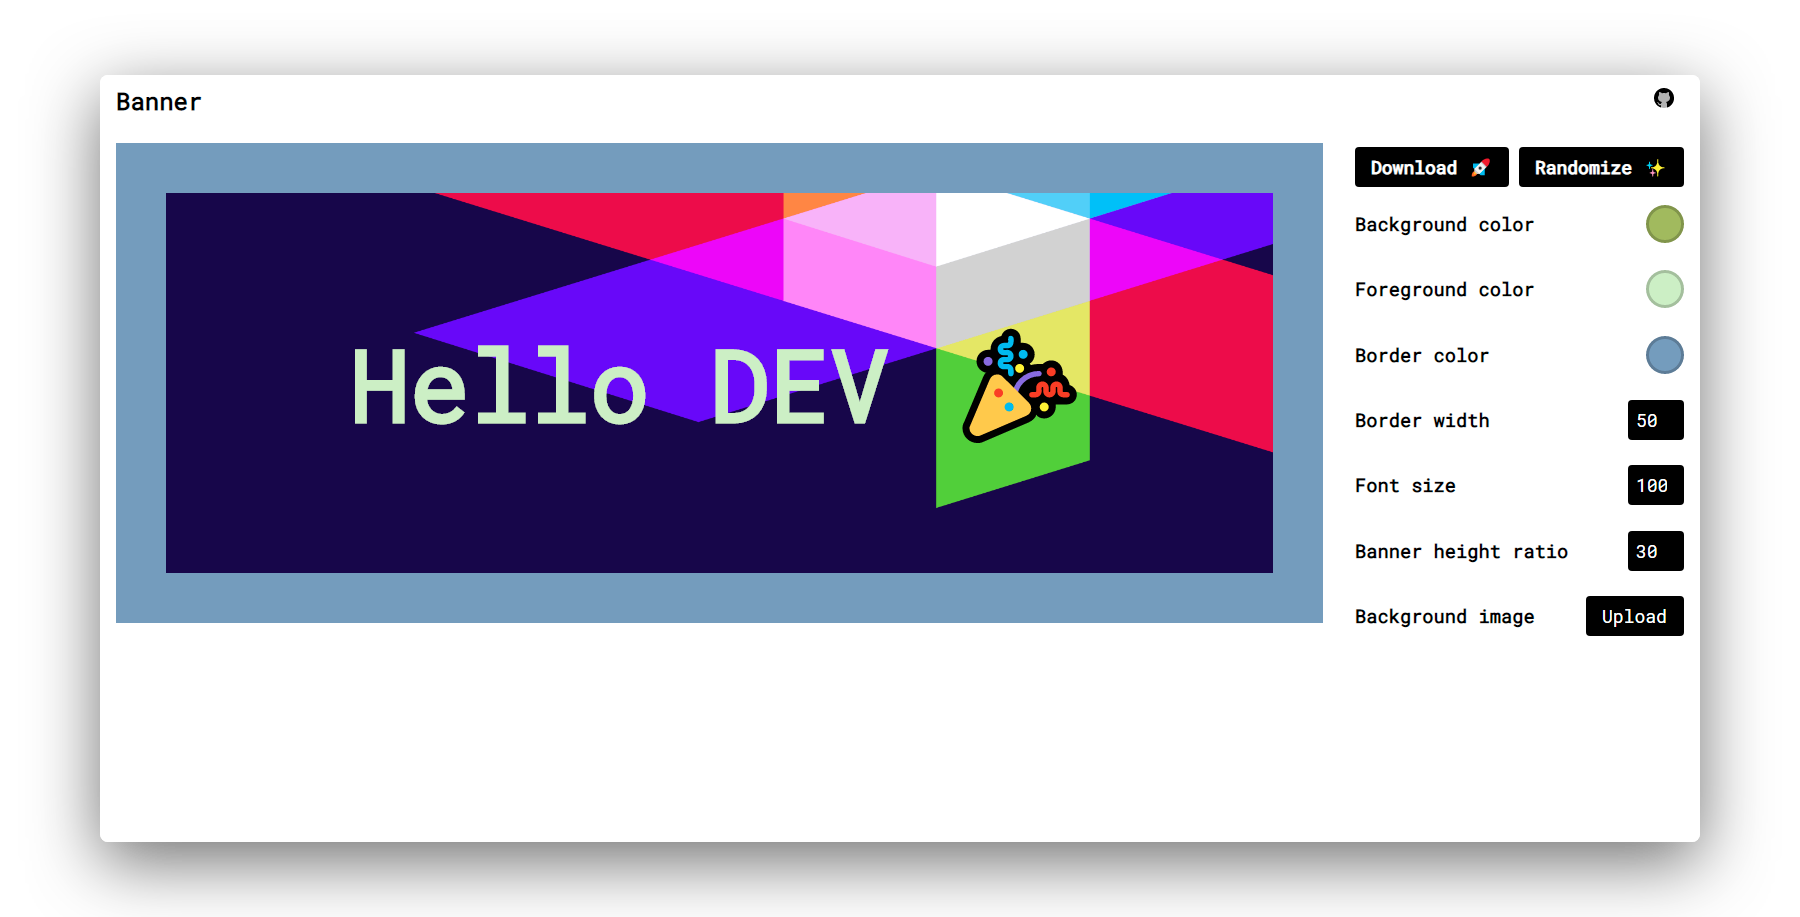 Banner
Hello DEV 🎉
Download 🚀 Randomize ✨
Background color
Foreground color
Border color
Border width 50
Font size 100
Banner height ratio 30
Background image Upload